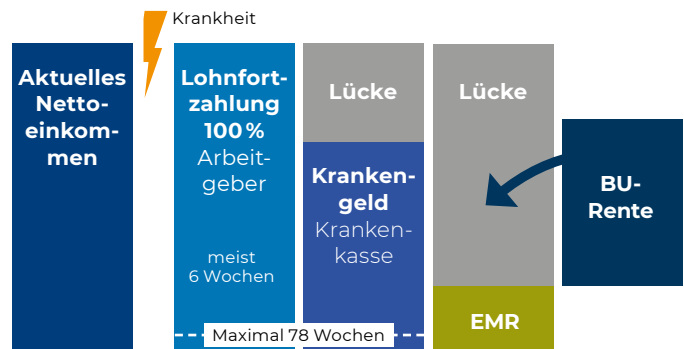 Krankheit
Aktuelles
Netto-
einkom-
men
Lohnfort-
zahlung
100 %
Arbeit-
geber
meist
6 Wochen
Lücke
Kranken-
geld
Kranken-
kasse
Maximal 78 Wochen
Lücke
EMR
BU-
Rente